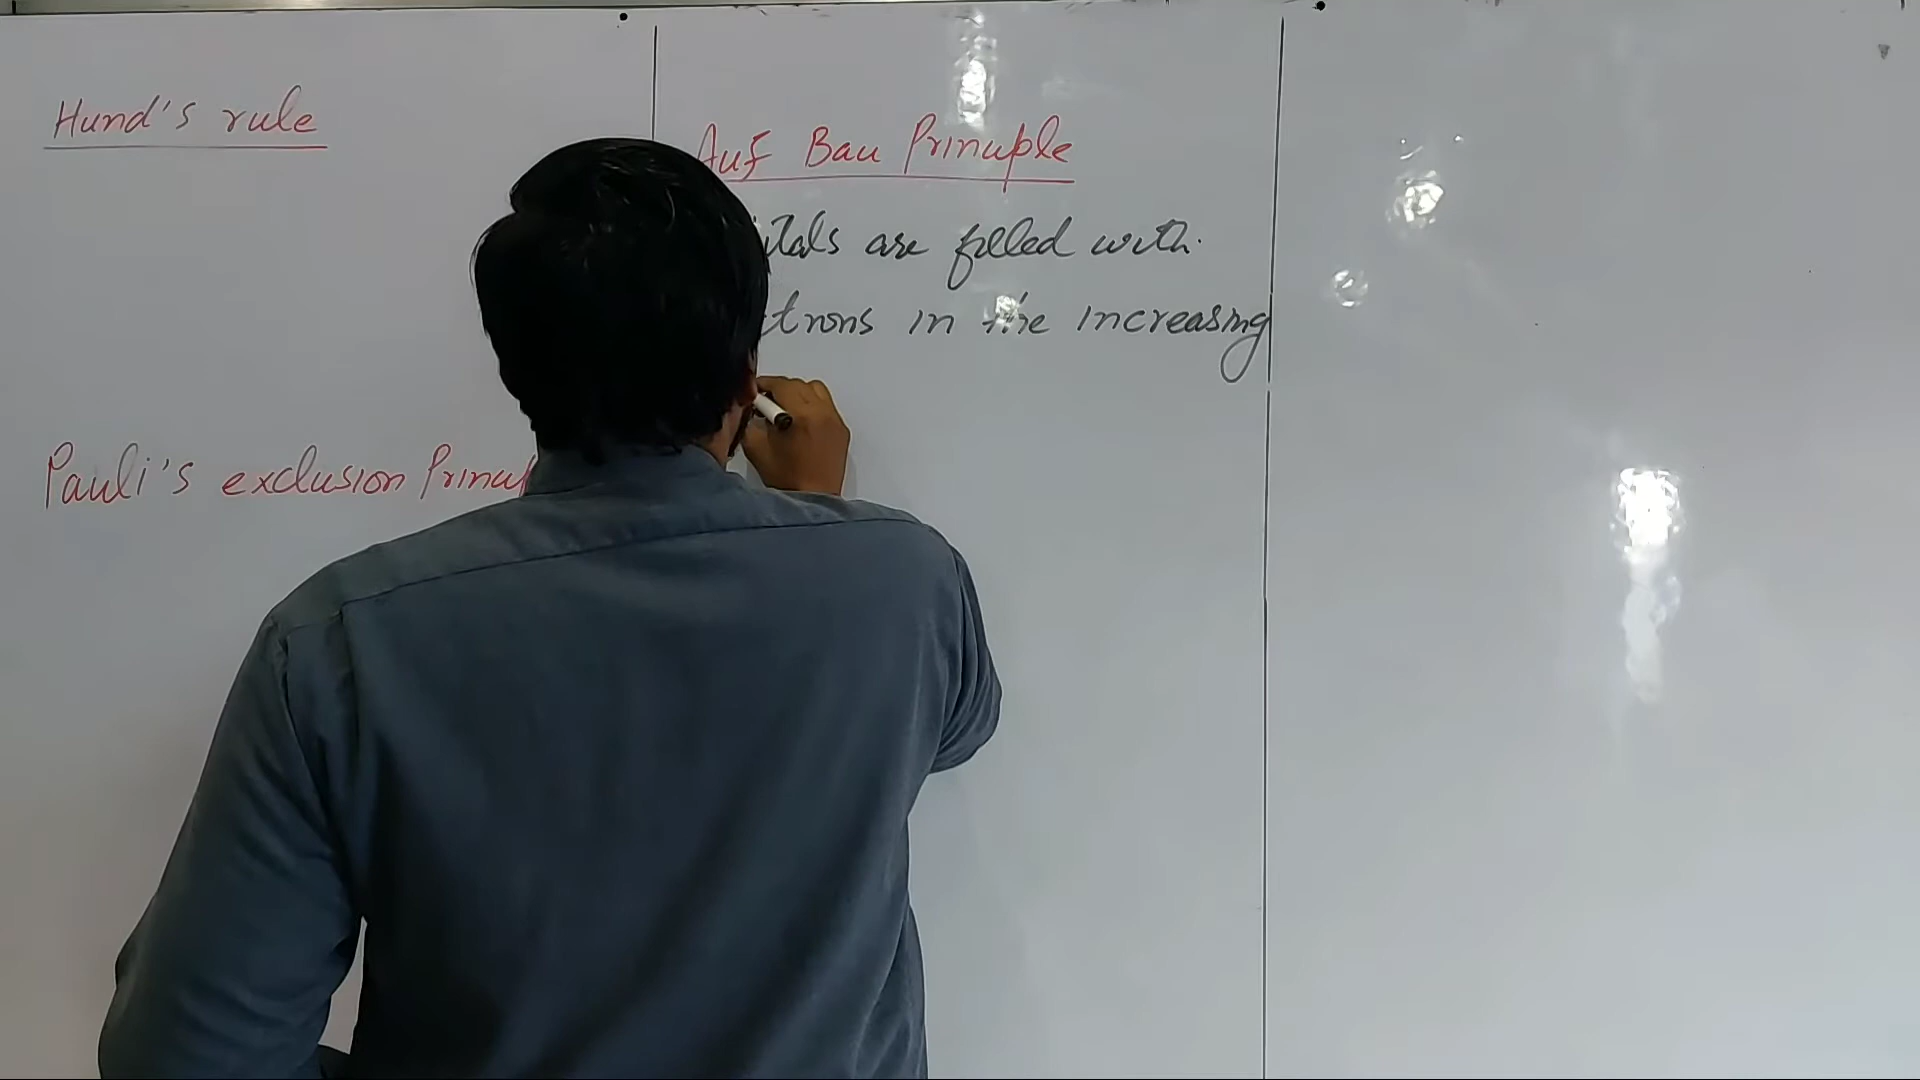 Hund's rule
Pauli's exclusion
Auf Bau Principle
are filled with.
in the increasing